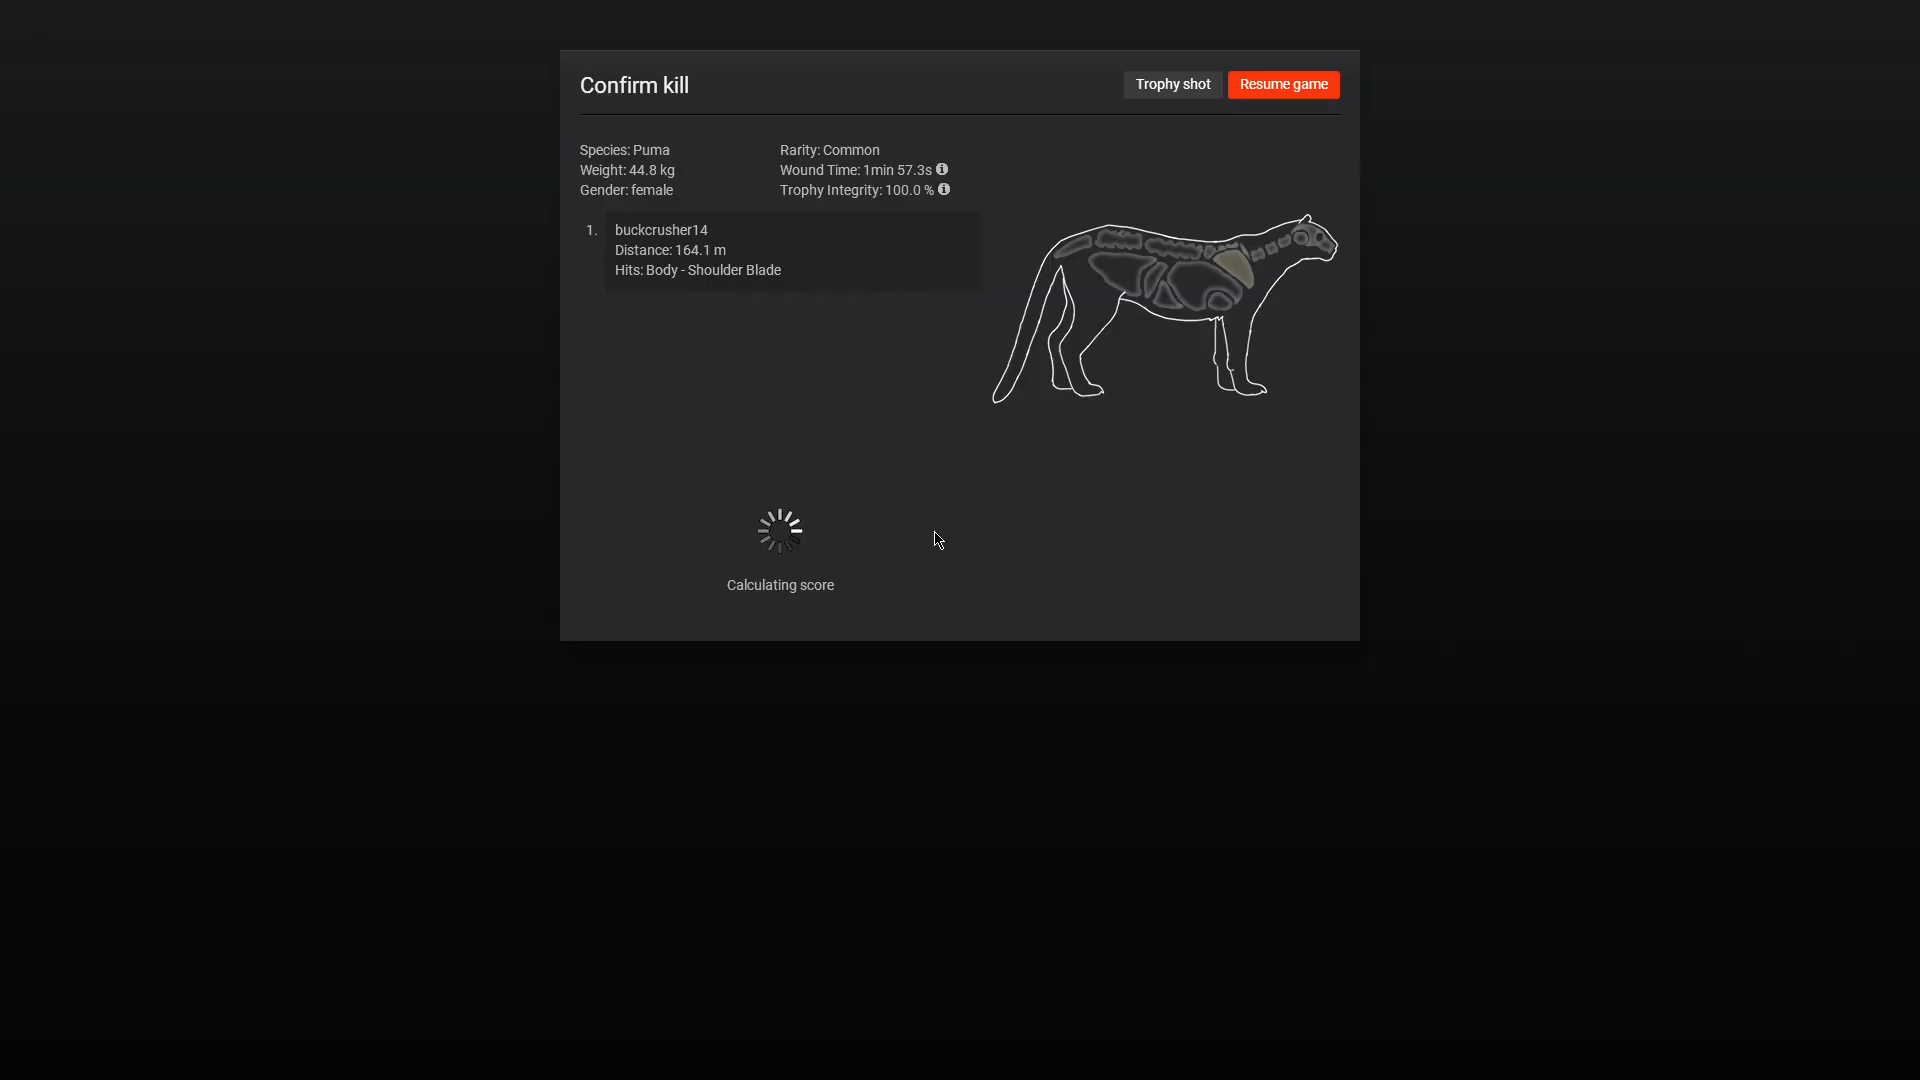 Confirm kill
Trophy shot
Resume game
Species: Puma
Weight: 44.8 kg
Gender: female
Rarity: Common
Wound Time: 1min 57.3s
Trophy Integrity: 100.0 %
1. buckcrusher14
Distance: 164.1 m
Hits: Body - Shoulder Blade
Calculating score